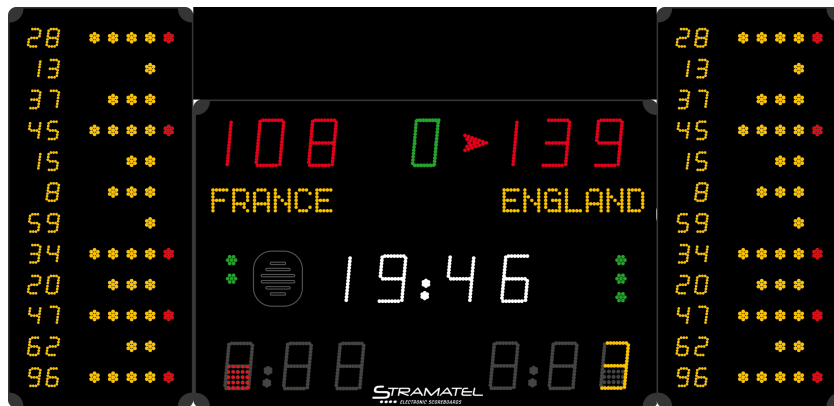 28 28
13 13
108 0 139
37 37
45 45
15 15
8 FRANCE ENGLAND 8
59 59
34 19:46 34
20 20
47 47
62 3 62
96 STRAMATEL 96
ELECTRONIC SCOREBOARDS